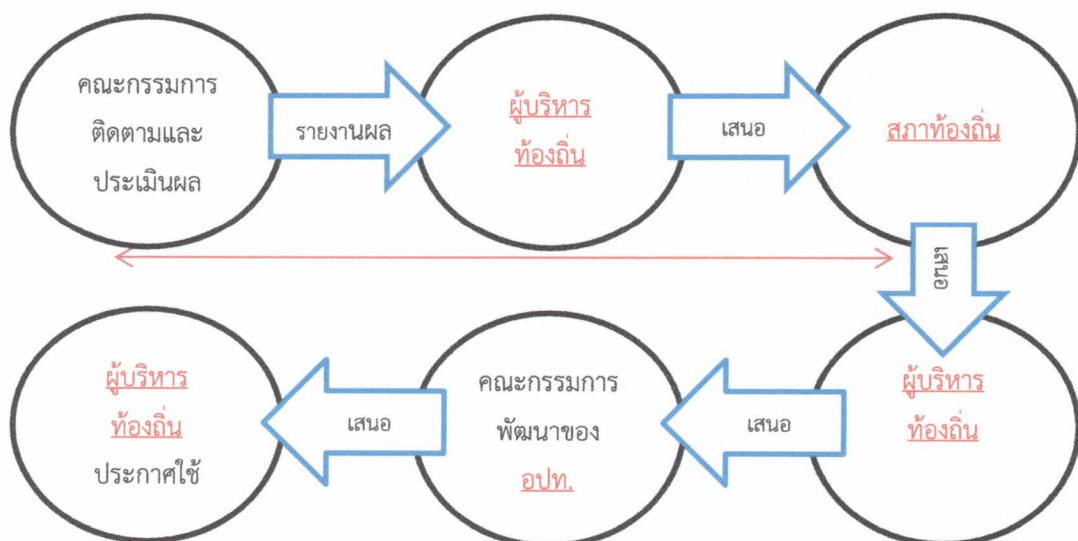 คณะกรรมการ
ติดตามและ
ประเมินผล
รายงานผล
ผู้บริหาร
ท้องถิ่น
เสนอ
สภาท้องถิ่น
เสนอ
ผู้บริหาร
ท้องถิ่น
เสนอ
คณะกรรมการ
พัฒนาของ
อปท.
เสนอ
ผู้บริหาร
ท้องถิ่น
ประกาศใช้